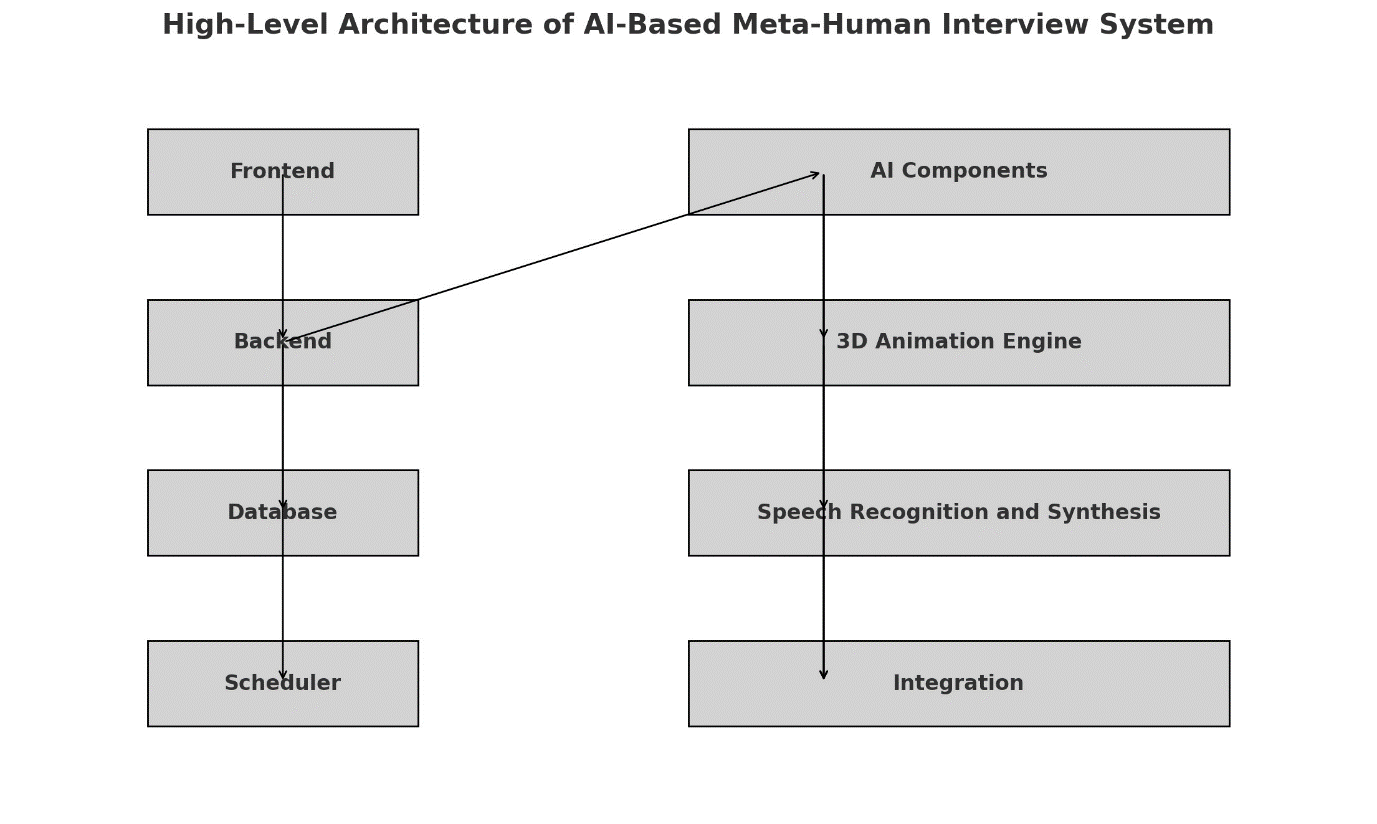 High-Level Architecture of AI-Based Meta-Human Interview System
Frontend
AI Components
Backend
3D Animation Engine
Database
Speech Recognition and Synthesis
Scheduler
Integration